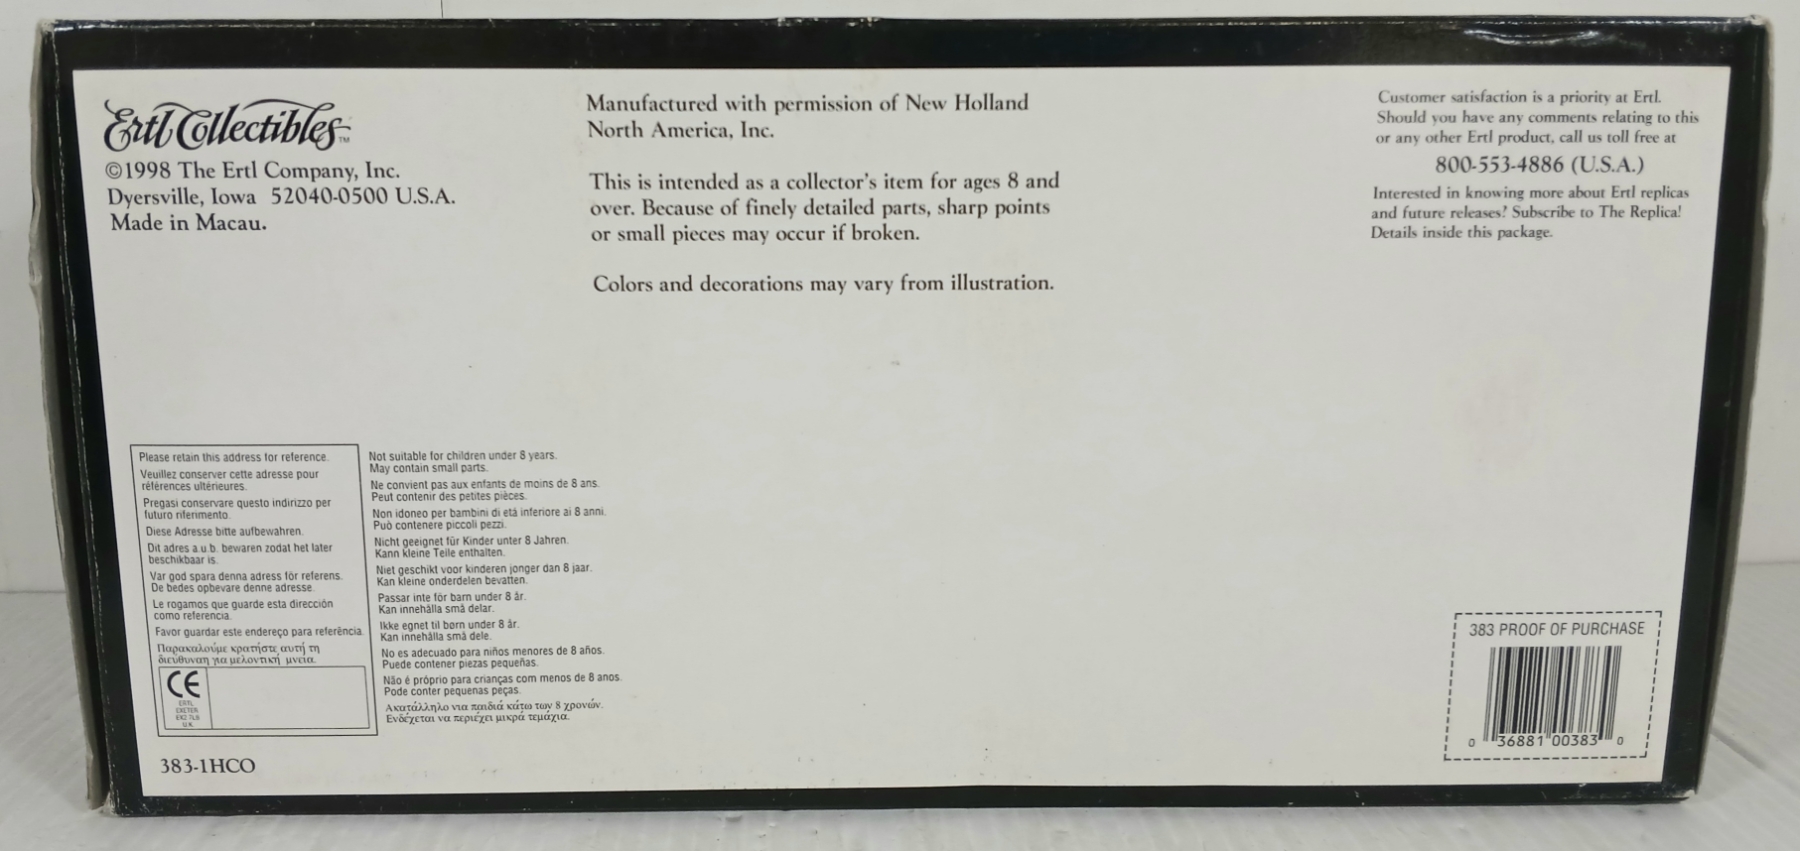 Ertl Collectibles™
©1998 The Ertl Company, Inc.
Dyersville, Iowa 52040-0500 U.S.A.
Made in Macau.
Manufactured with permission of New Holland
North America, Inc.
This is intended as a collector's item for ages 8 and
over. Because of finely detailed parts, sharp points
or small pieces may occur if broken.
Colors and decorations may vary from illustration.
Customer satisfaction is a priority at Ertl.
Should you have any comments relating to this
or any other Ertl product, call us toll free at
800-553-4886 (U.S.A.)
Interested in knowing more about Ertl replicas
and future releases? Subscribe to The Replica!
Details inside this package.
Please retain this address for reference.
Veuillez conserver cette adresse pour
références ultérieures.
Pregasi conservare questo indirizzo per
futuro riferimento.
Diese Adresse bitte aufbewahren.
Dit adres a.u.b. bewaren zodat het later
beschikbaar is.
Var god spara denna adress för referens.
De bedes opbevare denne adresse.
Le rogamos que guarde esta dirección
como referencia.
Favor guardar este endereço para referência.
Παρακαλούμε κρατήστε αυτή τη
διεύθυνση για μελοντική μνεία.
CE
ERTL
EXETER
EX2 7LB
U.K.
Not suitable for children under 8 years.
May contain small parts.
Ne convient pas aux enfants de moins de 8 ans.
Peut contenir des petites pièces.
Non idoneo per bambini di età inferiore ai 8 anni.
Può contenere piccoli pezzi.
Nicht geeignet für Kinder unter 8 Jahren.
Kann kleine Teile enthalten.
Niet geschikt voor kinderen jonger dan 8 jaar.
Kan kleine onderdelen bevatten.
Passar inte för barn under 8 år.
Kan innehålla små delar.
Ikke egnet til børn under 8 år.
Kan innehålla små dele.
No es adecuado para niños menores de 8 años.
Puede contener piezas pequeñas.
Não é próprio para crianças com menos de 8 anos.
Pode conter pequenas peças.
Ακατάλληλο για παιδιά κάτω των 8 χρονών.
Ενδέχεται να περιέχει μικρά τεμάχια.
383-1HCO
383 PROOF OF PURCHASE
0 36881 00383 0